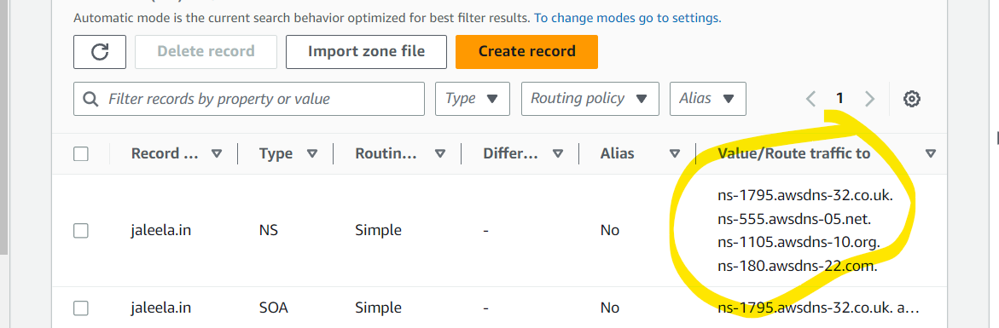 Automatic mode is the current search behavior optimized for best filter results. To change modes go to settings.
Delete record Import zone file Create record
Filter records by property or value Type Routing policy Alias 1
Record ... Type Routin... Differ... Alias Value/Route traffic to
jaleela.in NS Simple - No
ns-1795.awsdns-32.co.uk.
ns-555.awsdns-05.net.
ns-1105.awsdns-10.org.
ns-180.awsdns-22.com.
jaleela.in SOA Simple - No ns-1795.awsdns-32.co.uk. a...